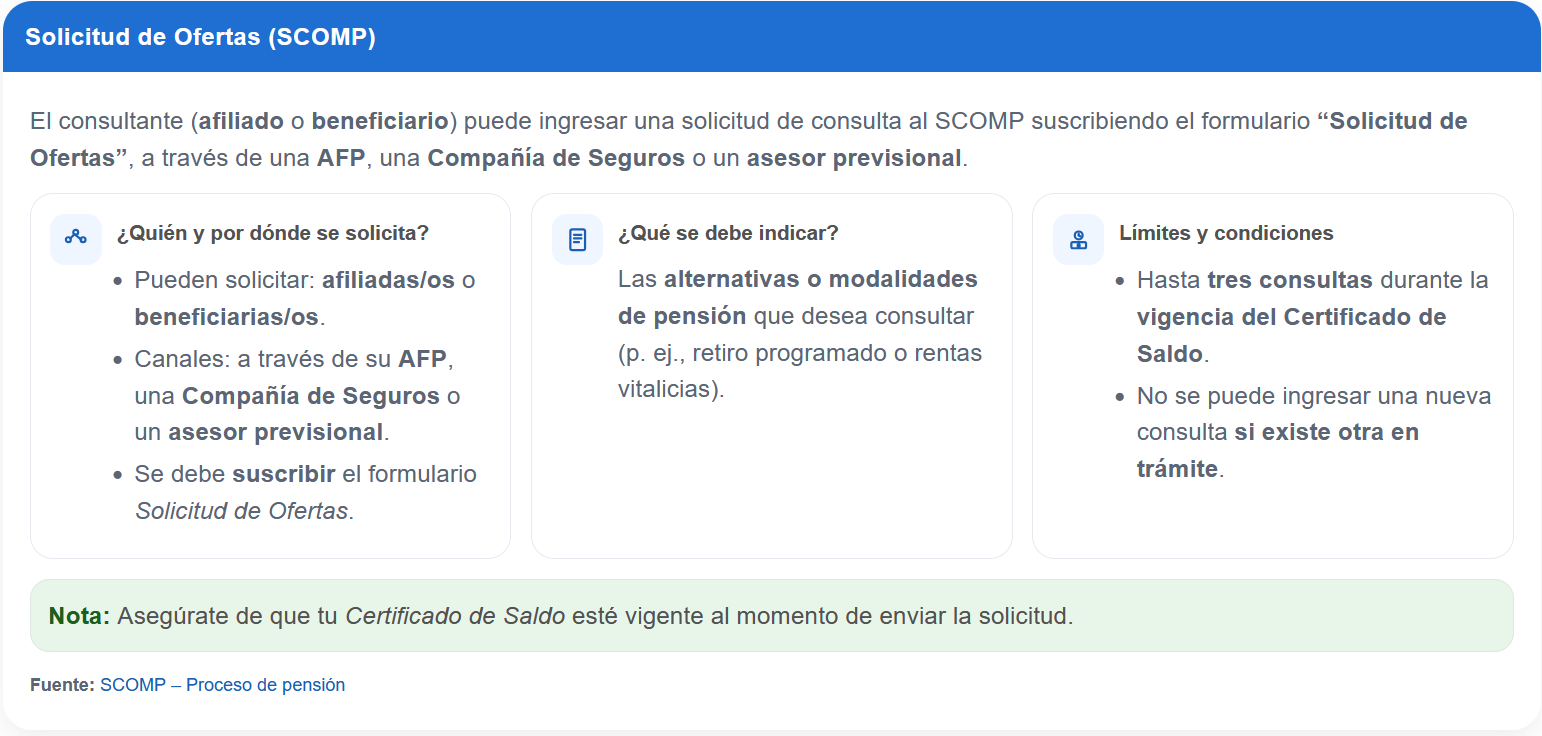 Solicitud de Ofertas (SCOMP)
El consultante (afiliado o beneficiario) puede ingresar una solicitud de consulta al SCOMP suscribiendo el formulario “Solicitud de
Ofertas”, a través de una AFP, una Compañía de Seguros o un asesor previsional.
¿Quién y por dónde se solicita?
• Pueden solicitar: afiliadas/os o
beneficiarias/os.
• Canales: a través de su AFP,
una Compañía de Seguros o
un asesor previsional.
• Se debe suscribir el formulario
Solicitud de Ofertas.
¿Qué se debe indicar?
Las alternativas o modalidades
de pensión que desea consultar
(p. ej., retiro programado o rentas
vitalicias).
Límites y condiciones
• Hasta tres consultas durante la
vigencia del Certificado de
Saldo.
• No se puede ingresar una nueva
consulta si existe otra en
trámite.
Nota: Asegúrate de que tu Certificado de Saldo esté vigente al momento de enviar la solicitud.
Fuente: SCOMP – Proceso de pensión